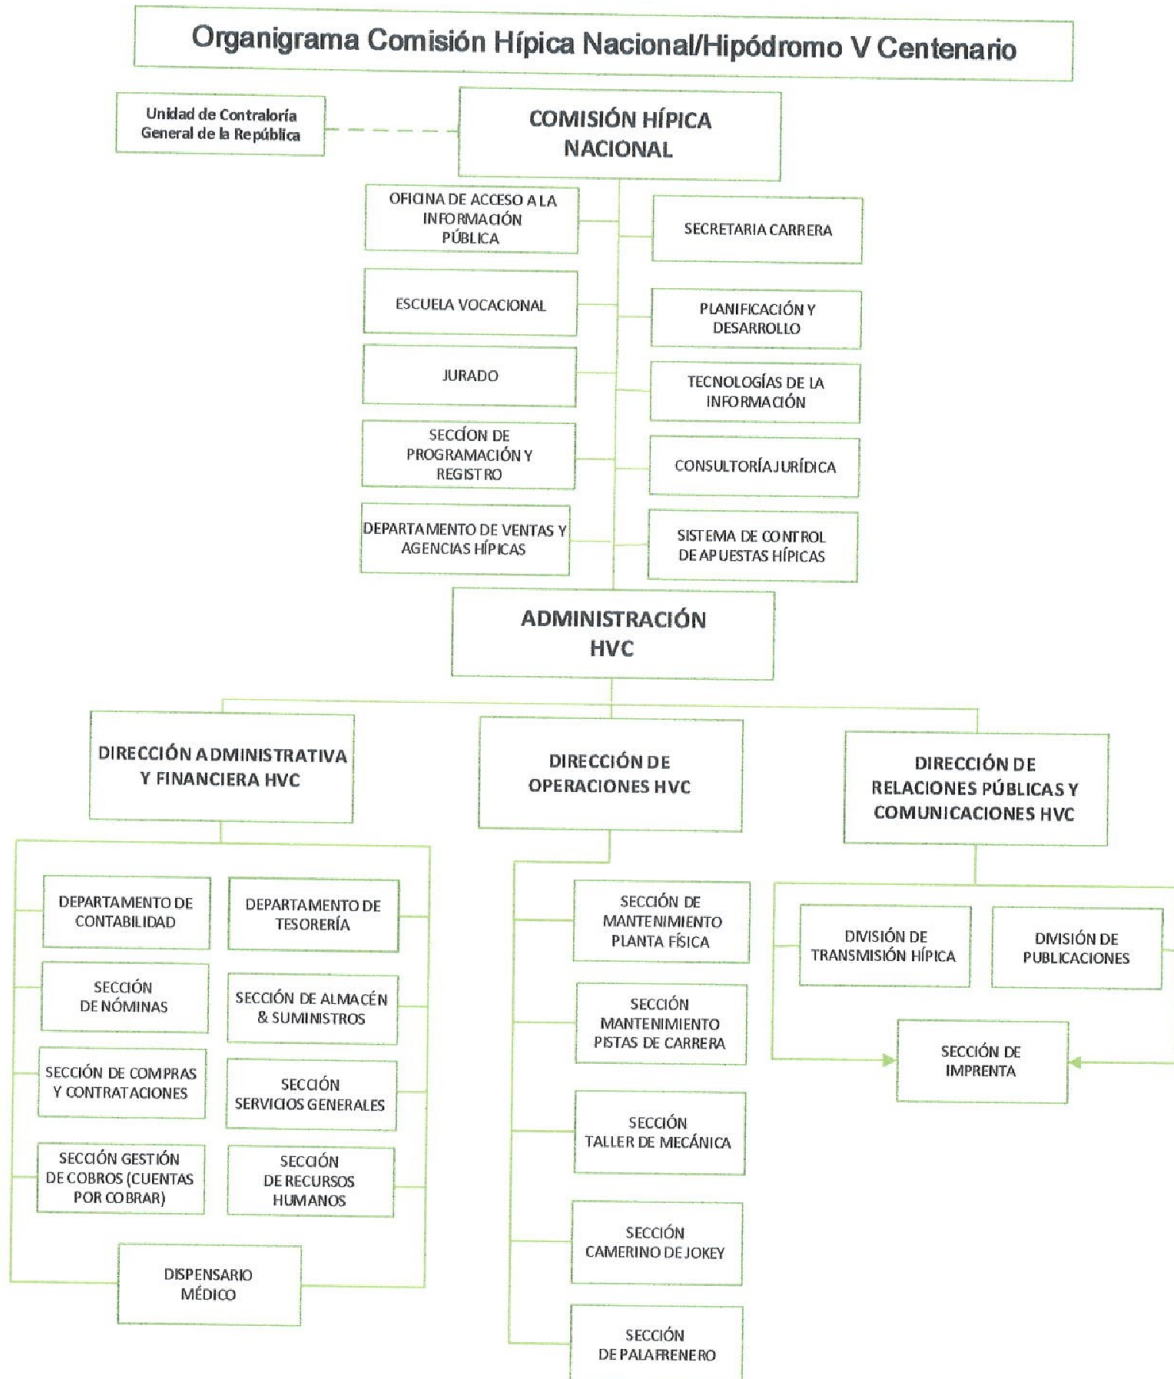 Organigrama Comisión Hípica Nacional/Hipódromo V Centenario
Unidad de Contraloría
General de la República
COMISIÓN HÍPICA
NACIONAL
OFICINA DE ACCESO A LA
INFORMACIÓN
PÚBLICA
SECRETARIA CARRERA
ESCUELA VOCACIONAL
PLANIFICACIÓN Y
DESARROLLO
JURADO
TECNOLOGÍAS DE LA
INFORMACIÓN
SECCÍON DE
PROGRAMACIÓN Y
REGISTRO
CONSULTORÍA JURÍDICA
DEPARTAMENTO DE VENTAS Y
AGENCIAS HÍPICAS
SISTEMA DE CONTROL
DE APUESTAS HÍPICAS
ADMINISTRACIÓN
HVC
DIRECCIÓN ADMINISTRATIVA
Y FINANCIERA HVC
DIRECCIÓN DE
OPERACIONES HVC
DIRECCIÓN DE
RELACIONES PÚBLICAS Y
COMUNICACIONES HVC
DEPARTAMENTO DE
CONTABILIDAD
DEPARTAMENTO DE
TESORERÍA
SECCIÓN
DE NÓMINAS
SECCIÓN DE ALMACÉN
& SUMINISTROS
SECCIÓN DE COMPRAS
Y CONTRATACIONES
SECCIÓN
SERVICIOS GENERALES
SECCIÓN GESTIÓN
DE COBROS (CUENTAS
POR COBRAR)
SECCIÓN
DE RECURSOS
HUMANOS
DISPENSARIO
MÉDICO
SECCIÓN DE
MANTENIMIENTO
PLANTA FÍSICA
SECCIÓN
MANTENIMIENTO
PISTAS DE CARRERA
SECCIÓN
TALLER DE MECÁNICA
SECCIÓN
CAMERINO DE JOKEY
SECCIÓN
DE PALAFRENERO
DIVISIÓN DE
TRANSMISIÓN HÍPICA
DIVISIÓN DE
PUBLICACIONES
SECCIÓN DE
IMPRENTA